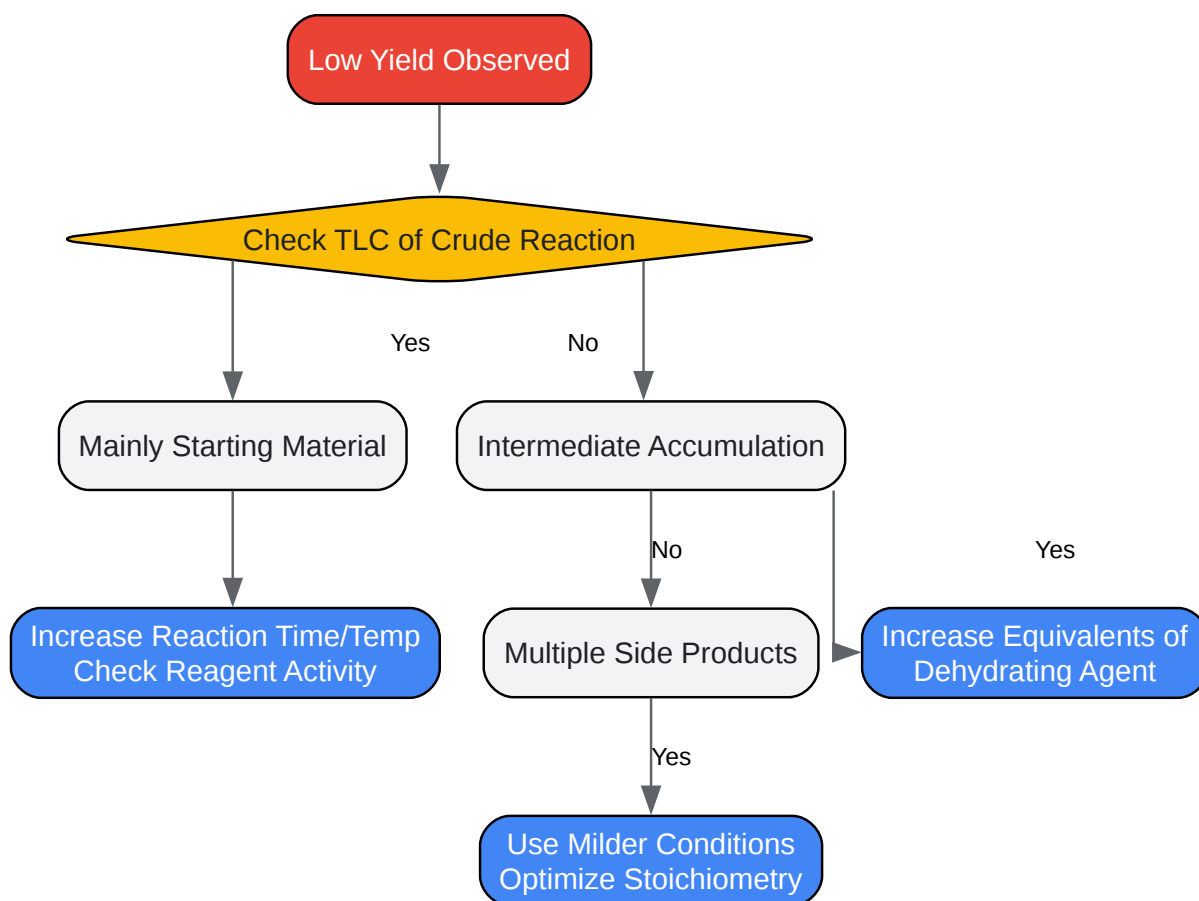 Low Yield Observed
Check TLC of Crude Reaction
Yes
No
Mainly Starting Material
Intermediate Accumulation
No
Yes
Increase Reaction Time/Temp
Check Reagent Activity
Multiple Side Products
Increase Equivalents of
Dehydrating Agent
Yes
Use Milder Conditions
Optimize Stoichiometry